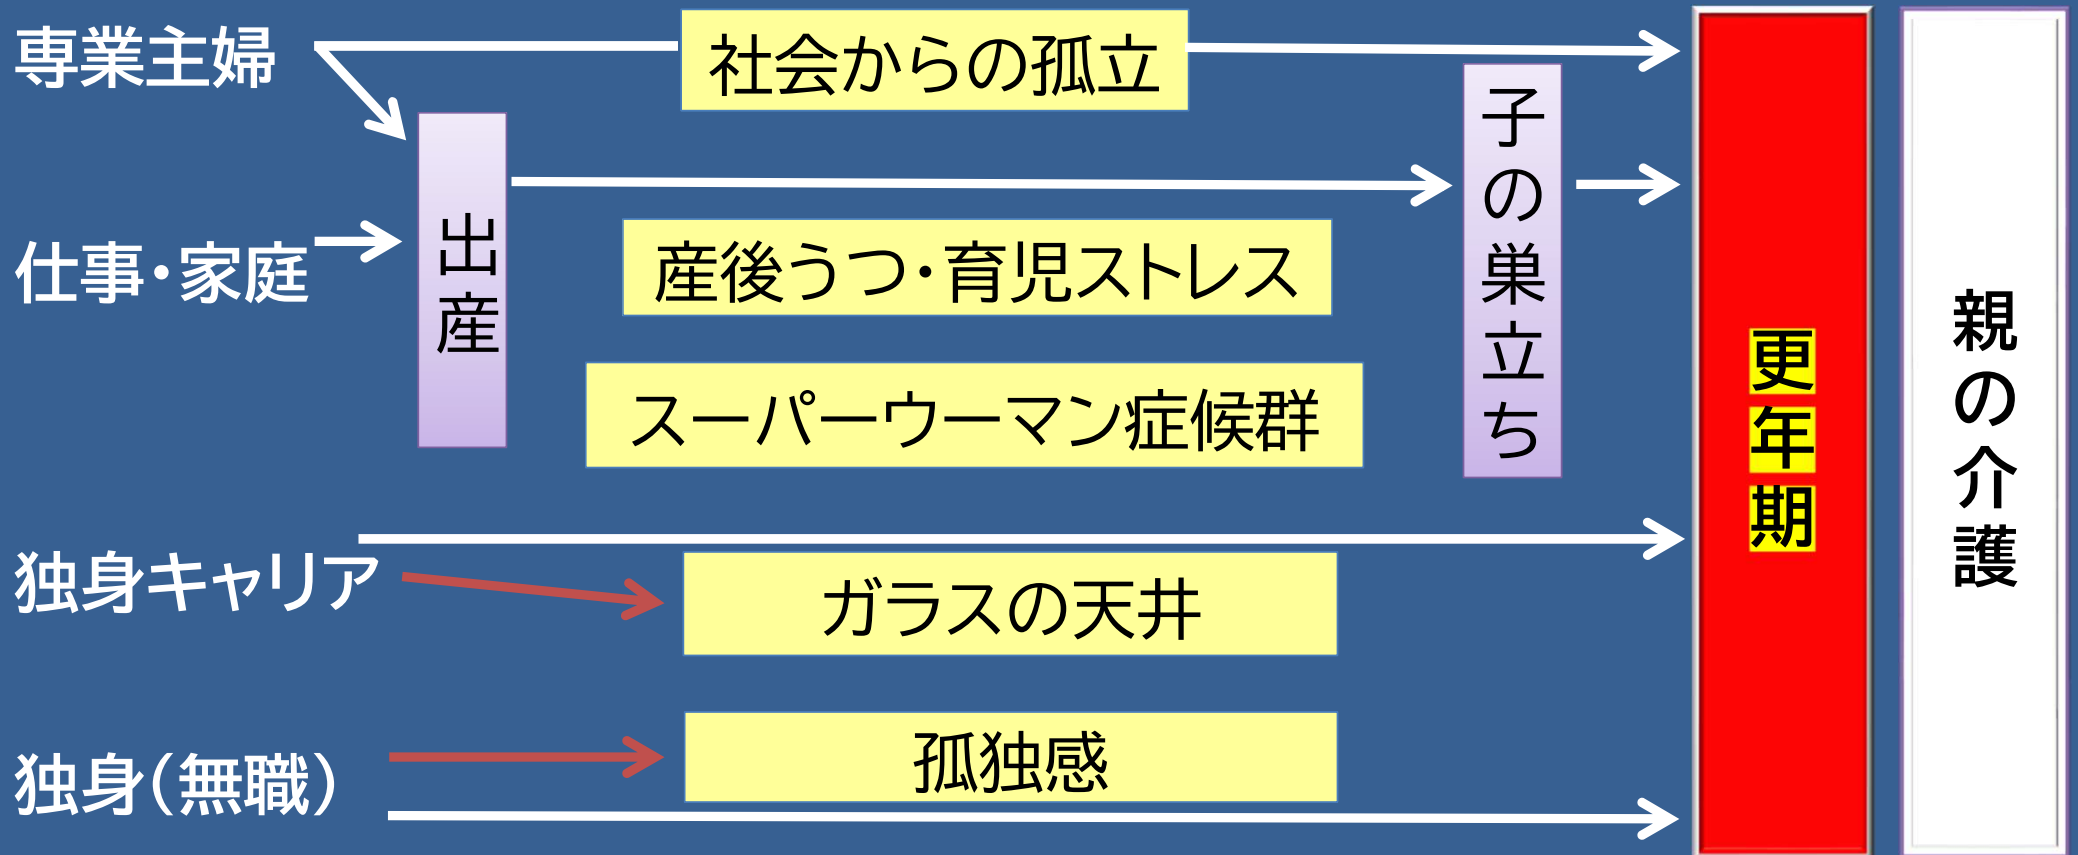 専業主婦
社会からの孤立
出産
子の巣立ち
仕事・家庭
産後うつ・育児ストレス
スーパーウーマン症候群
独身キャリア
ガラスの天井
独身（無職）
孤独感
更年期
親の介護